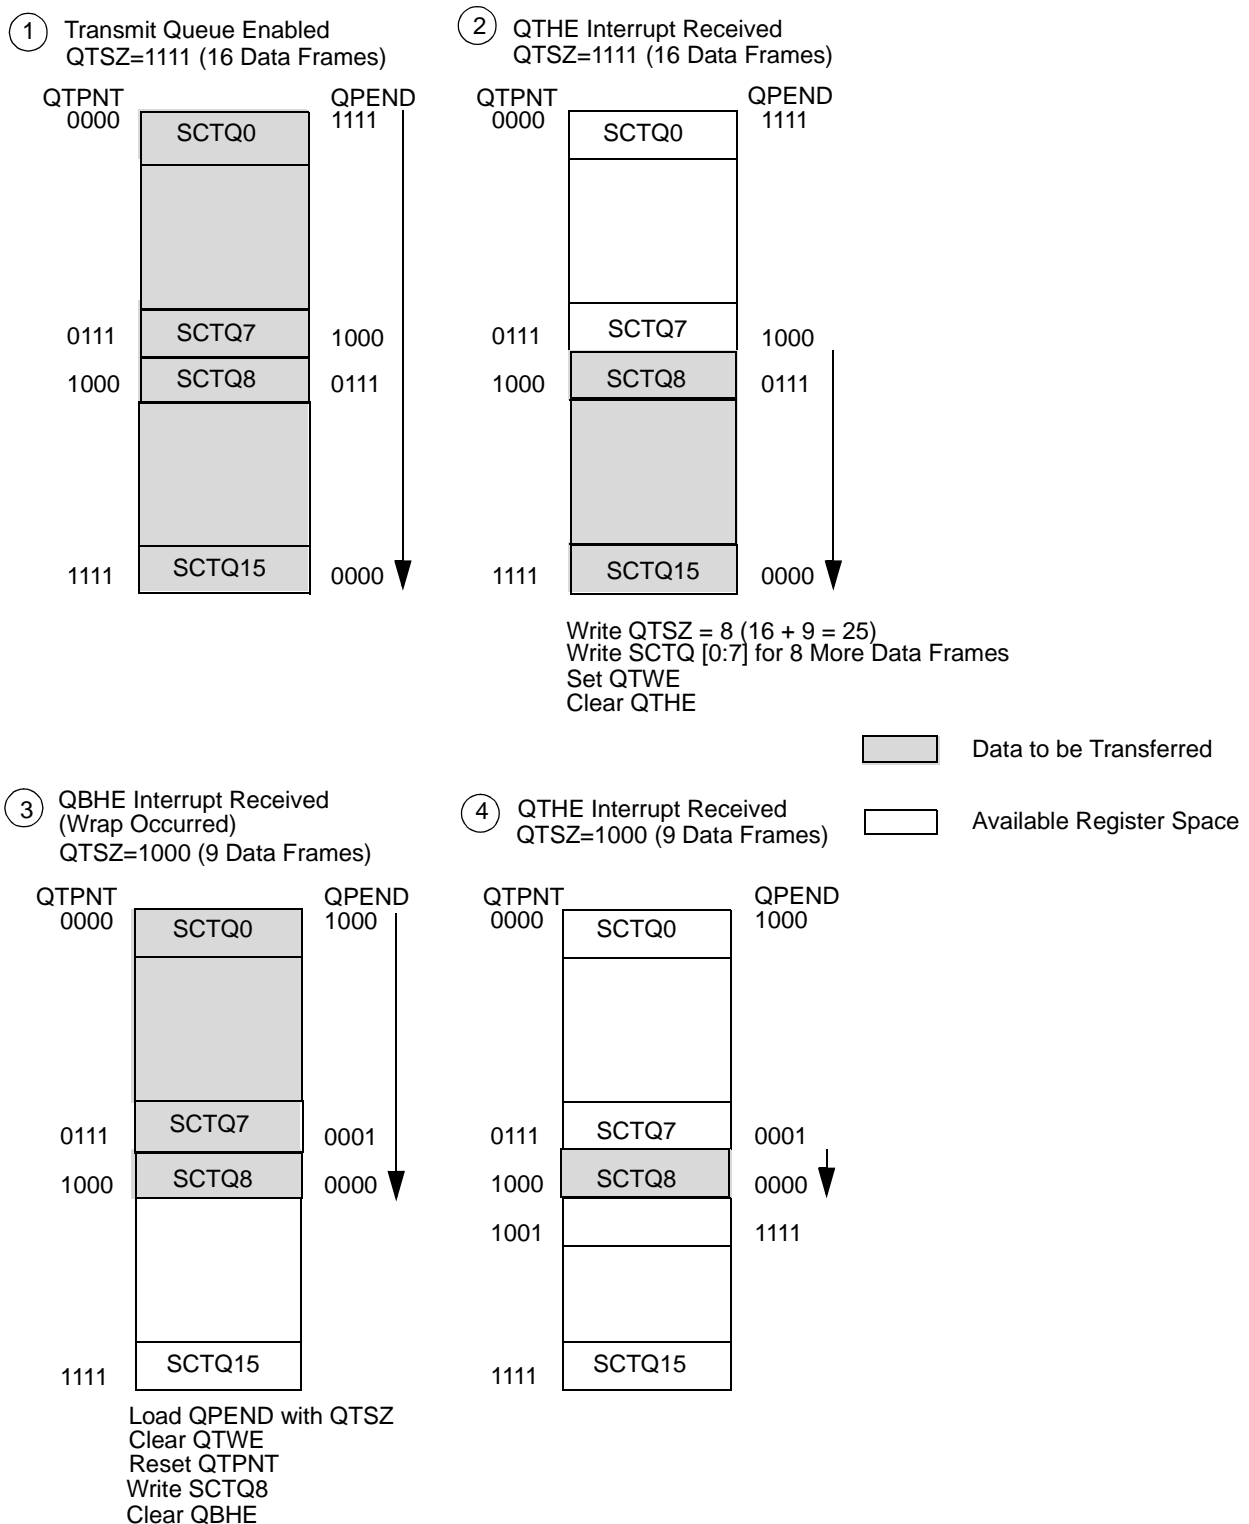 1 Transmit Queue Enabled
QTSZ=1111 (16 Data Frames)
QTPNT QPEND
0000 SCTQ0 1111
0111 SCTQ7 1000
1000 SCTQ8 0111
1111 SCTQ15 0000
2 QTHE Interrupt Received
QTSZ=1111 (16 Data Frames)
QTPNT QPEND
0000 SCTQ0 1111
0111 SCTQ7 1000
1000 SCTQ8 0111
1111 SCTQ15 0000
Write QTSZ = 8 (16 + 9 = 25)
Write SCTQ [0:7] for 8 More Data Frames
Set QTWE
Clear QTHE
Data to be Transferred
Available Register Space
3 QBHE Interrupt Received
(Wrap Occurred)
QTSZ=1000 (9 Data Frames)
QTPNT QPEND
0000 SCTQ0 1000
0111 SCTQ7 0001
1000 SCTQ8 0000
1111 SCTQ15
Load QPEND with QTSZ
Clear QTWE
Reset QTPNT
Write SCTQ8
Clear QBHE
4 QTHE Interrupt Received
QTSZ=1000 (9 Data Frames)
QTPNT QPEND
0000 SCTQ0 1000
0111 SCTQ7 0001
1000 SCTQ8 0000
1001 1111
1111 SCTQ15